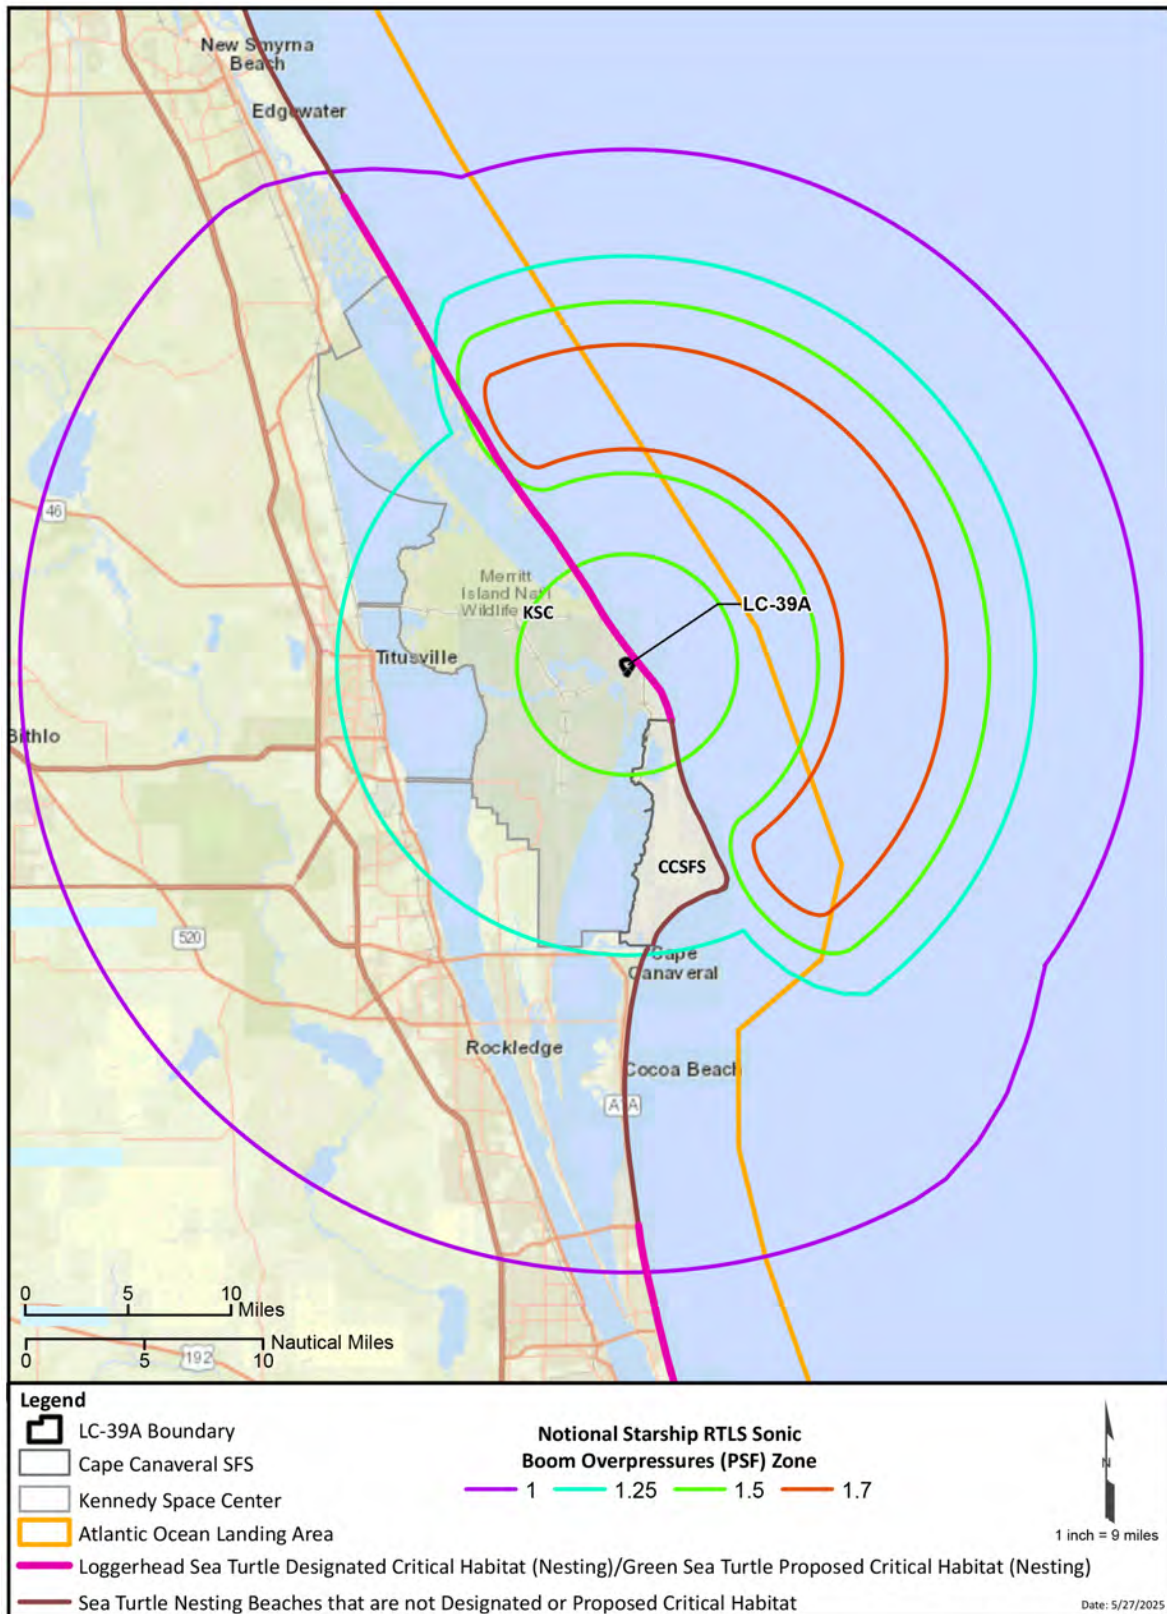 New Smyrna
Beach
Edgewater
46
Merritt
Island Nat'l
Wildlife
KSC
LC-39A
Titusville
Bithlo
CCSFS
520
Cape
Canaveral
Rockledge
Cocoa Beach
A1A
0 5 10
Miles
Nautical Miles
0 5 10
192
Legend
LC-39A Boundary
Cape Canaveral SFS
Kennedy Space Center
Atlantic Ocean Landing Area
Loggerhead Sea Turtle Designated Critical Habitat (Nesting)/Green Sea Turtle Proposed Critical Habitat (Nesting)
Sea Turtle Nesting Beaches that are not Designated or Proposed Critical Habitat
Notional Starship RTLS Sonic
Boom Overpressures (PSF) Zone
1 1.25 1.5 1.7
N
1 inch = 9 miles
Date: 5/27/2025